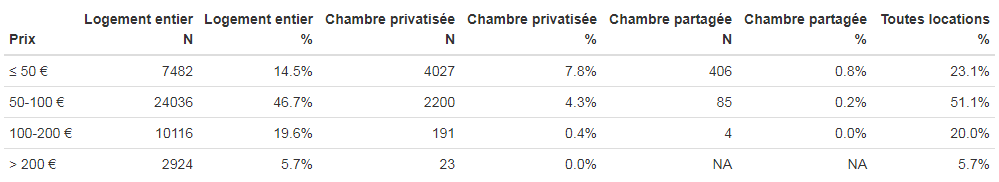 Logement entier Logement entier Chambre privatisée Chambre privatisée Chambre partagée Chambre partagée Toutes locations
Prix N % N % N % %
≤ 50 € 7482 14.5% 4027 7.8% 406 0.8% 23.1%
50-100 € 24036 46.7% 2200 4.3% 85 0.2% 51.1%
100-200 € 10116 19.6% 191 0.4% 4 0.0% 20.0%
> 200 € 2924 5.7% 23 0.0% NA NA 5.7%